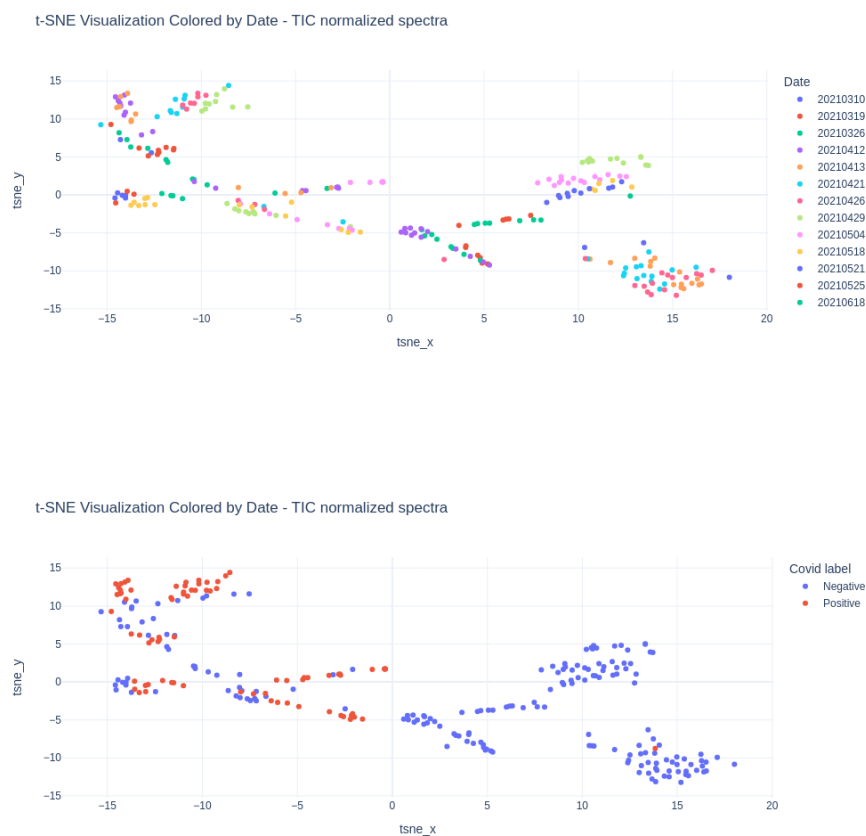 t-SNE Visualization Colored by Date - TIC normalized spectra
15
10
5
0
−5
−10
−15
tsne_y
−15 −10 −5 0 5 10 15 20
tsne_x
Date
20210310
20210319
20210326
20210412
20210413
20210421
20210426
20210429
20210504
20210518
20210521
20210525
20210618
t-SNE Visualization Colored by Date - TIC normalized spectra
15
10
5
0
−5
−10
−15
tsne_y
−15 −10 −5 0 5 10 15 20
tsne_x
Covid label
Negative
Positive